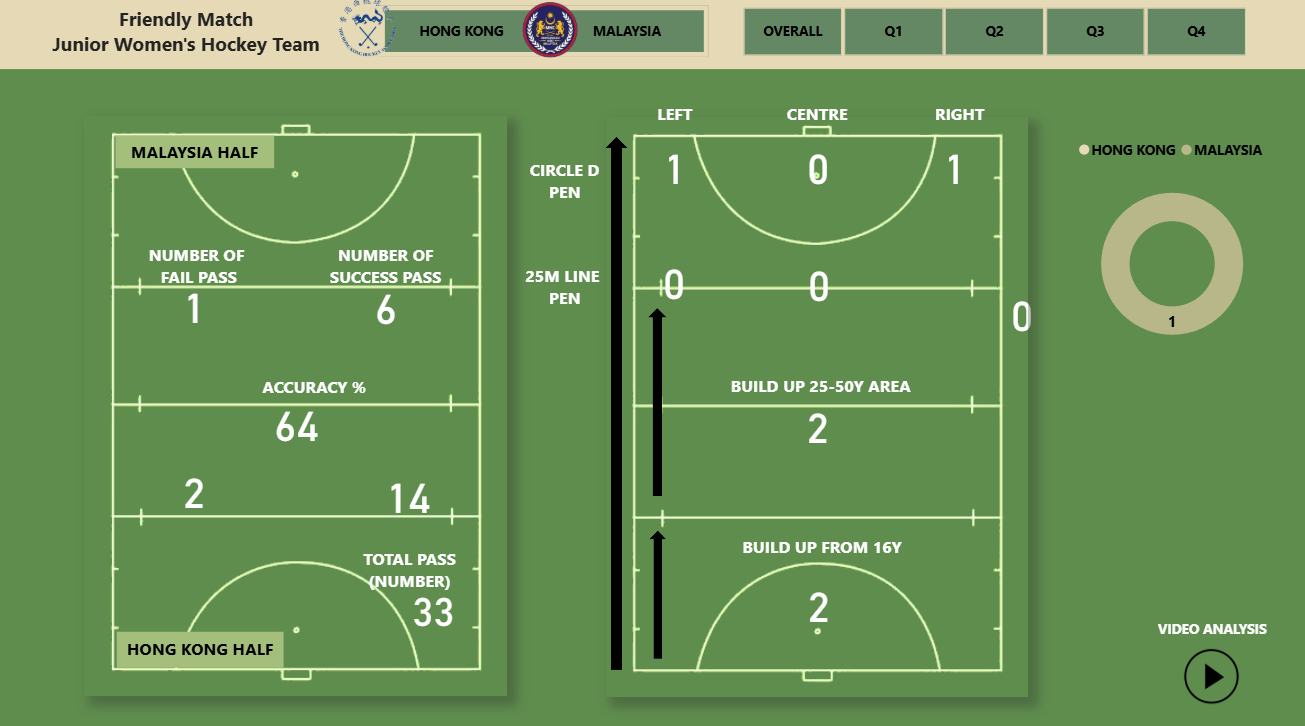 Friendly Match
Junior Women's Hockey Team
HONG KONG
MALAYSIA
OVERALL
Q1
Q2
Q3
Q4
MALAYSIA HALF
NUMBER OF
FAIL PASS
1
NUMBER OF
SUCCESS PASS
6
ACCURACY %
64
2
14
TOTAL PASS
(NUMBER)
33
HONG KONG HALF
LEFT
CENTRE
RIGHT
CIRCLE D
PEN
1
0
1
25M LINE
PEN
0
0
0
BUILD UP 25-50Y AREA
2
BUILD UP FROM 16Y
2
HONG KONG
MALAYSIA
1
VIDEO ANALYSIS